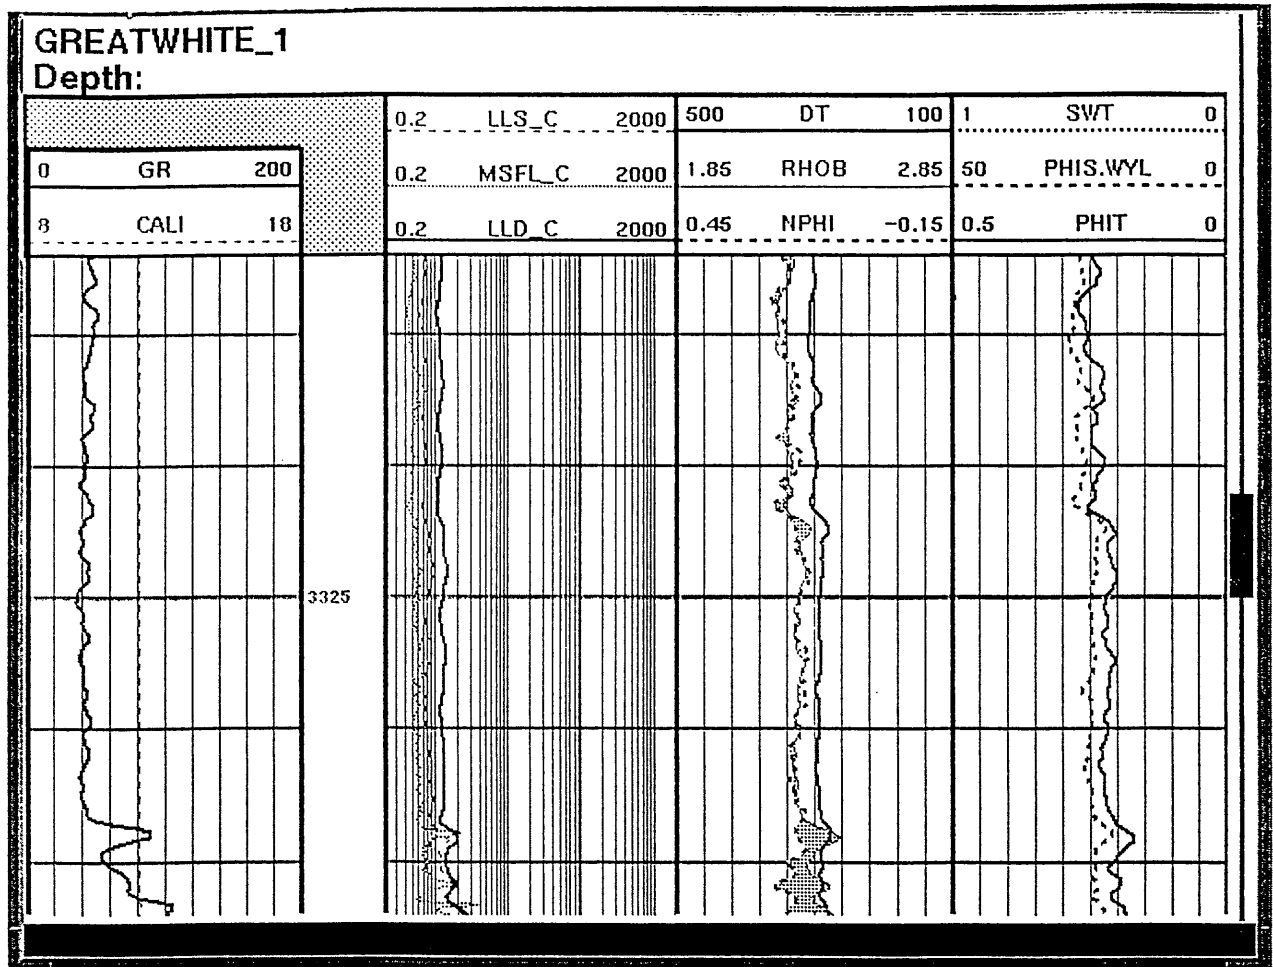 GREATWHITE_1
Depth:
0.2 LLS_C 2000
500 DT 100
1 SWT 0
0 GR 200
0.2 MSFL_C 2000
1.85 RHOB 2.85
50 PHIS.WYL 0
8 CALI 18
0.2 LLD_C 2000
0.45 NPHI -0.15
0.5 PHIT 0
3325